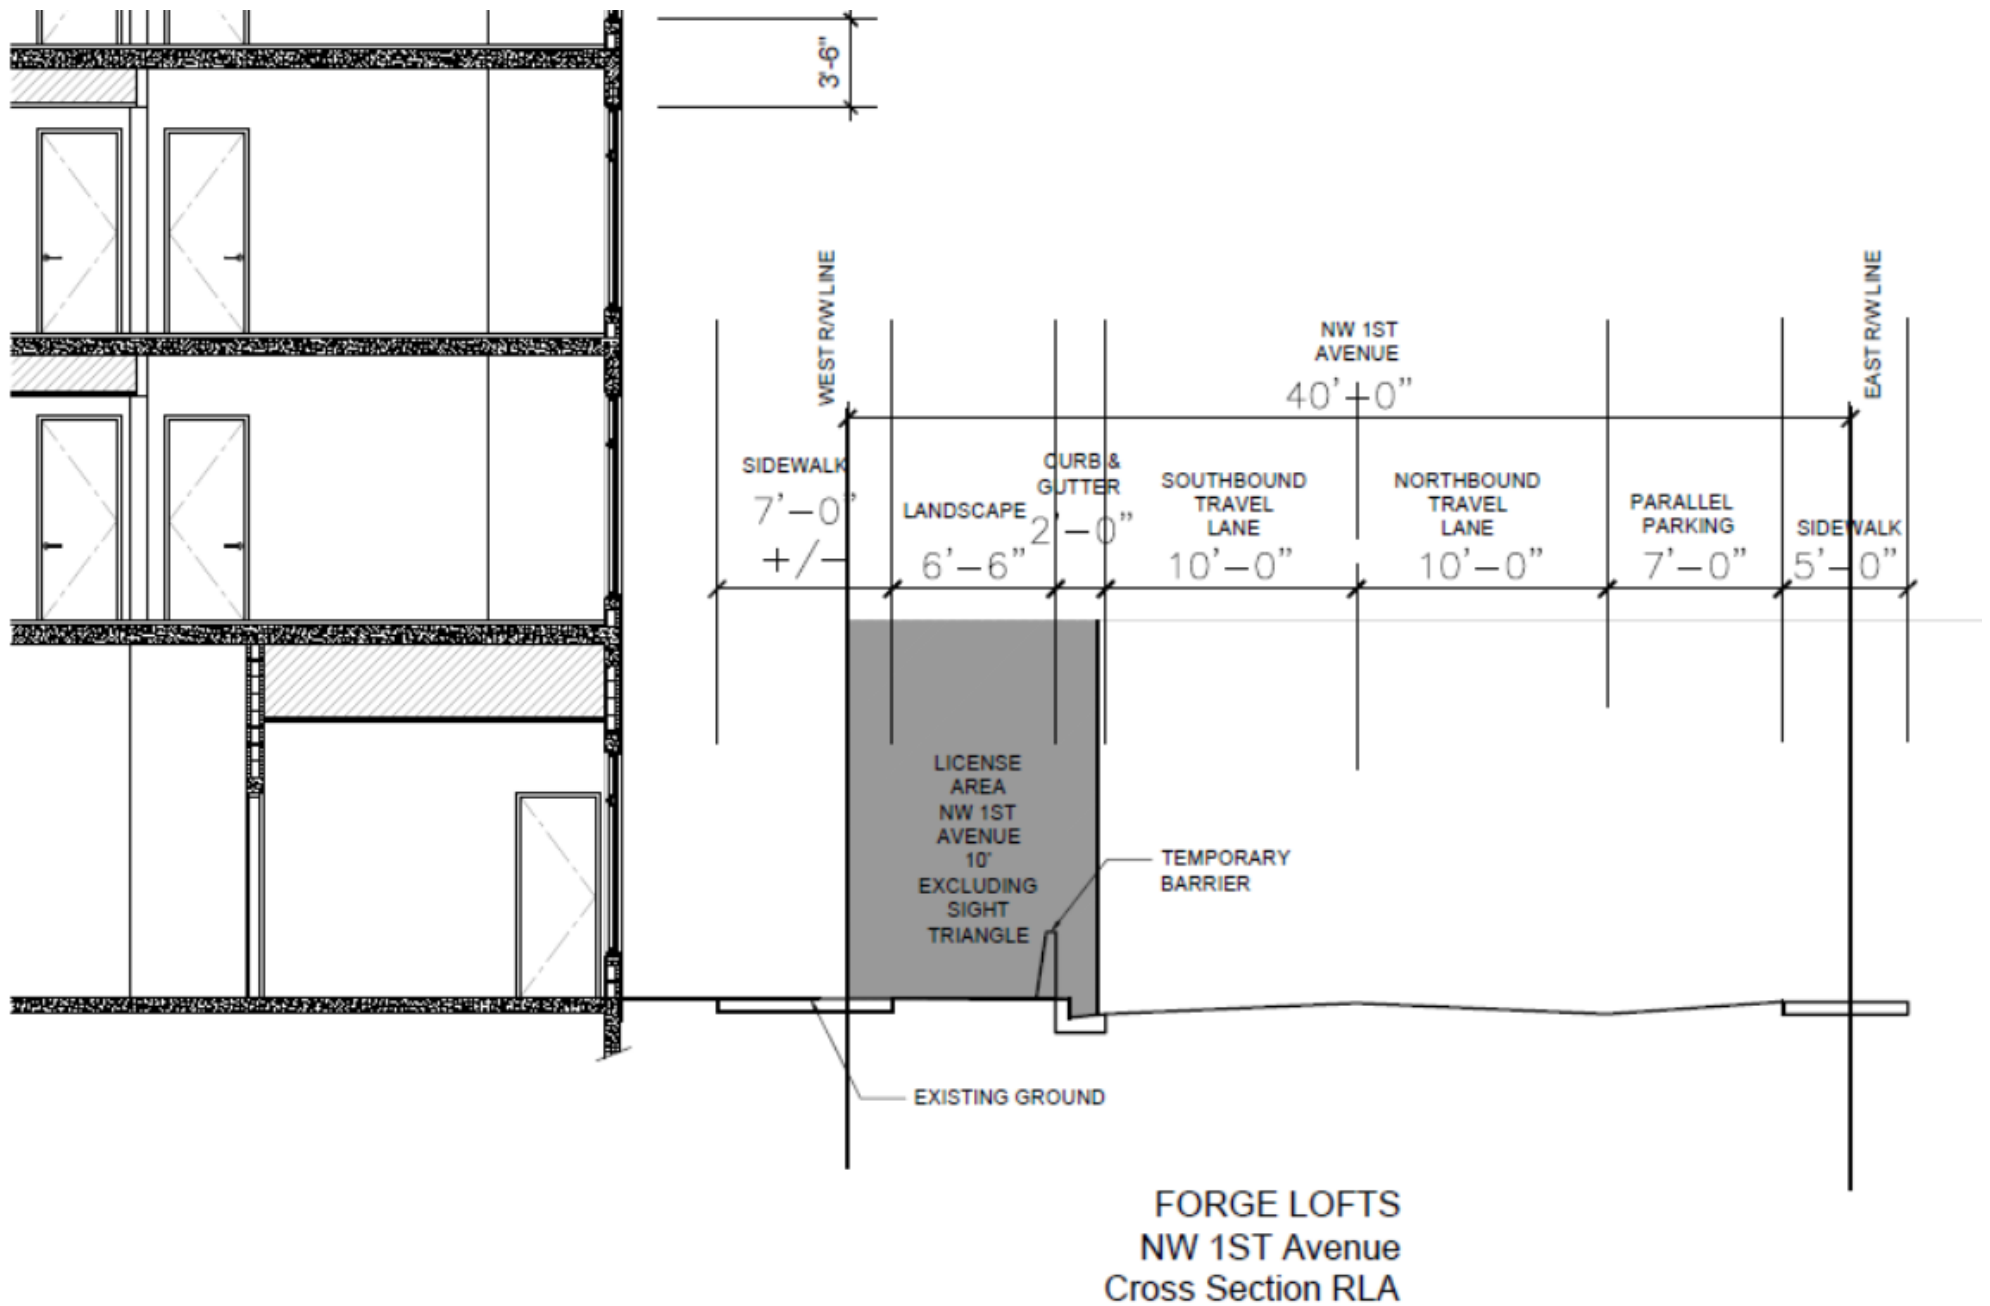 3'-6"
WEST R/W LINE
EAST R/W LINE
NW 1ST
AVENUE
40'-0"
SIDEWALK
7'-0"
+/-
LANDSCAPE
6'-6"
CURB &
GUTTER
2'-0"
SOUTHBOUND
TRAVEL
LANE
10'-0"
NORTHBOUND
TRAVEL
LANE
10'-0"
PARALLEL
PARKING
7'-0"
SIDEWALK
5'-0"
LICENSE
AREA
NW 1ST
AVENUE
10'
EXCLUDING
SIGHT
TRIANGLE
TEMPORARY
BARRIER
EXISTING GROUND
FORGE LOFTS
NW 1ST Avenue
Cross Section RLA